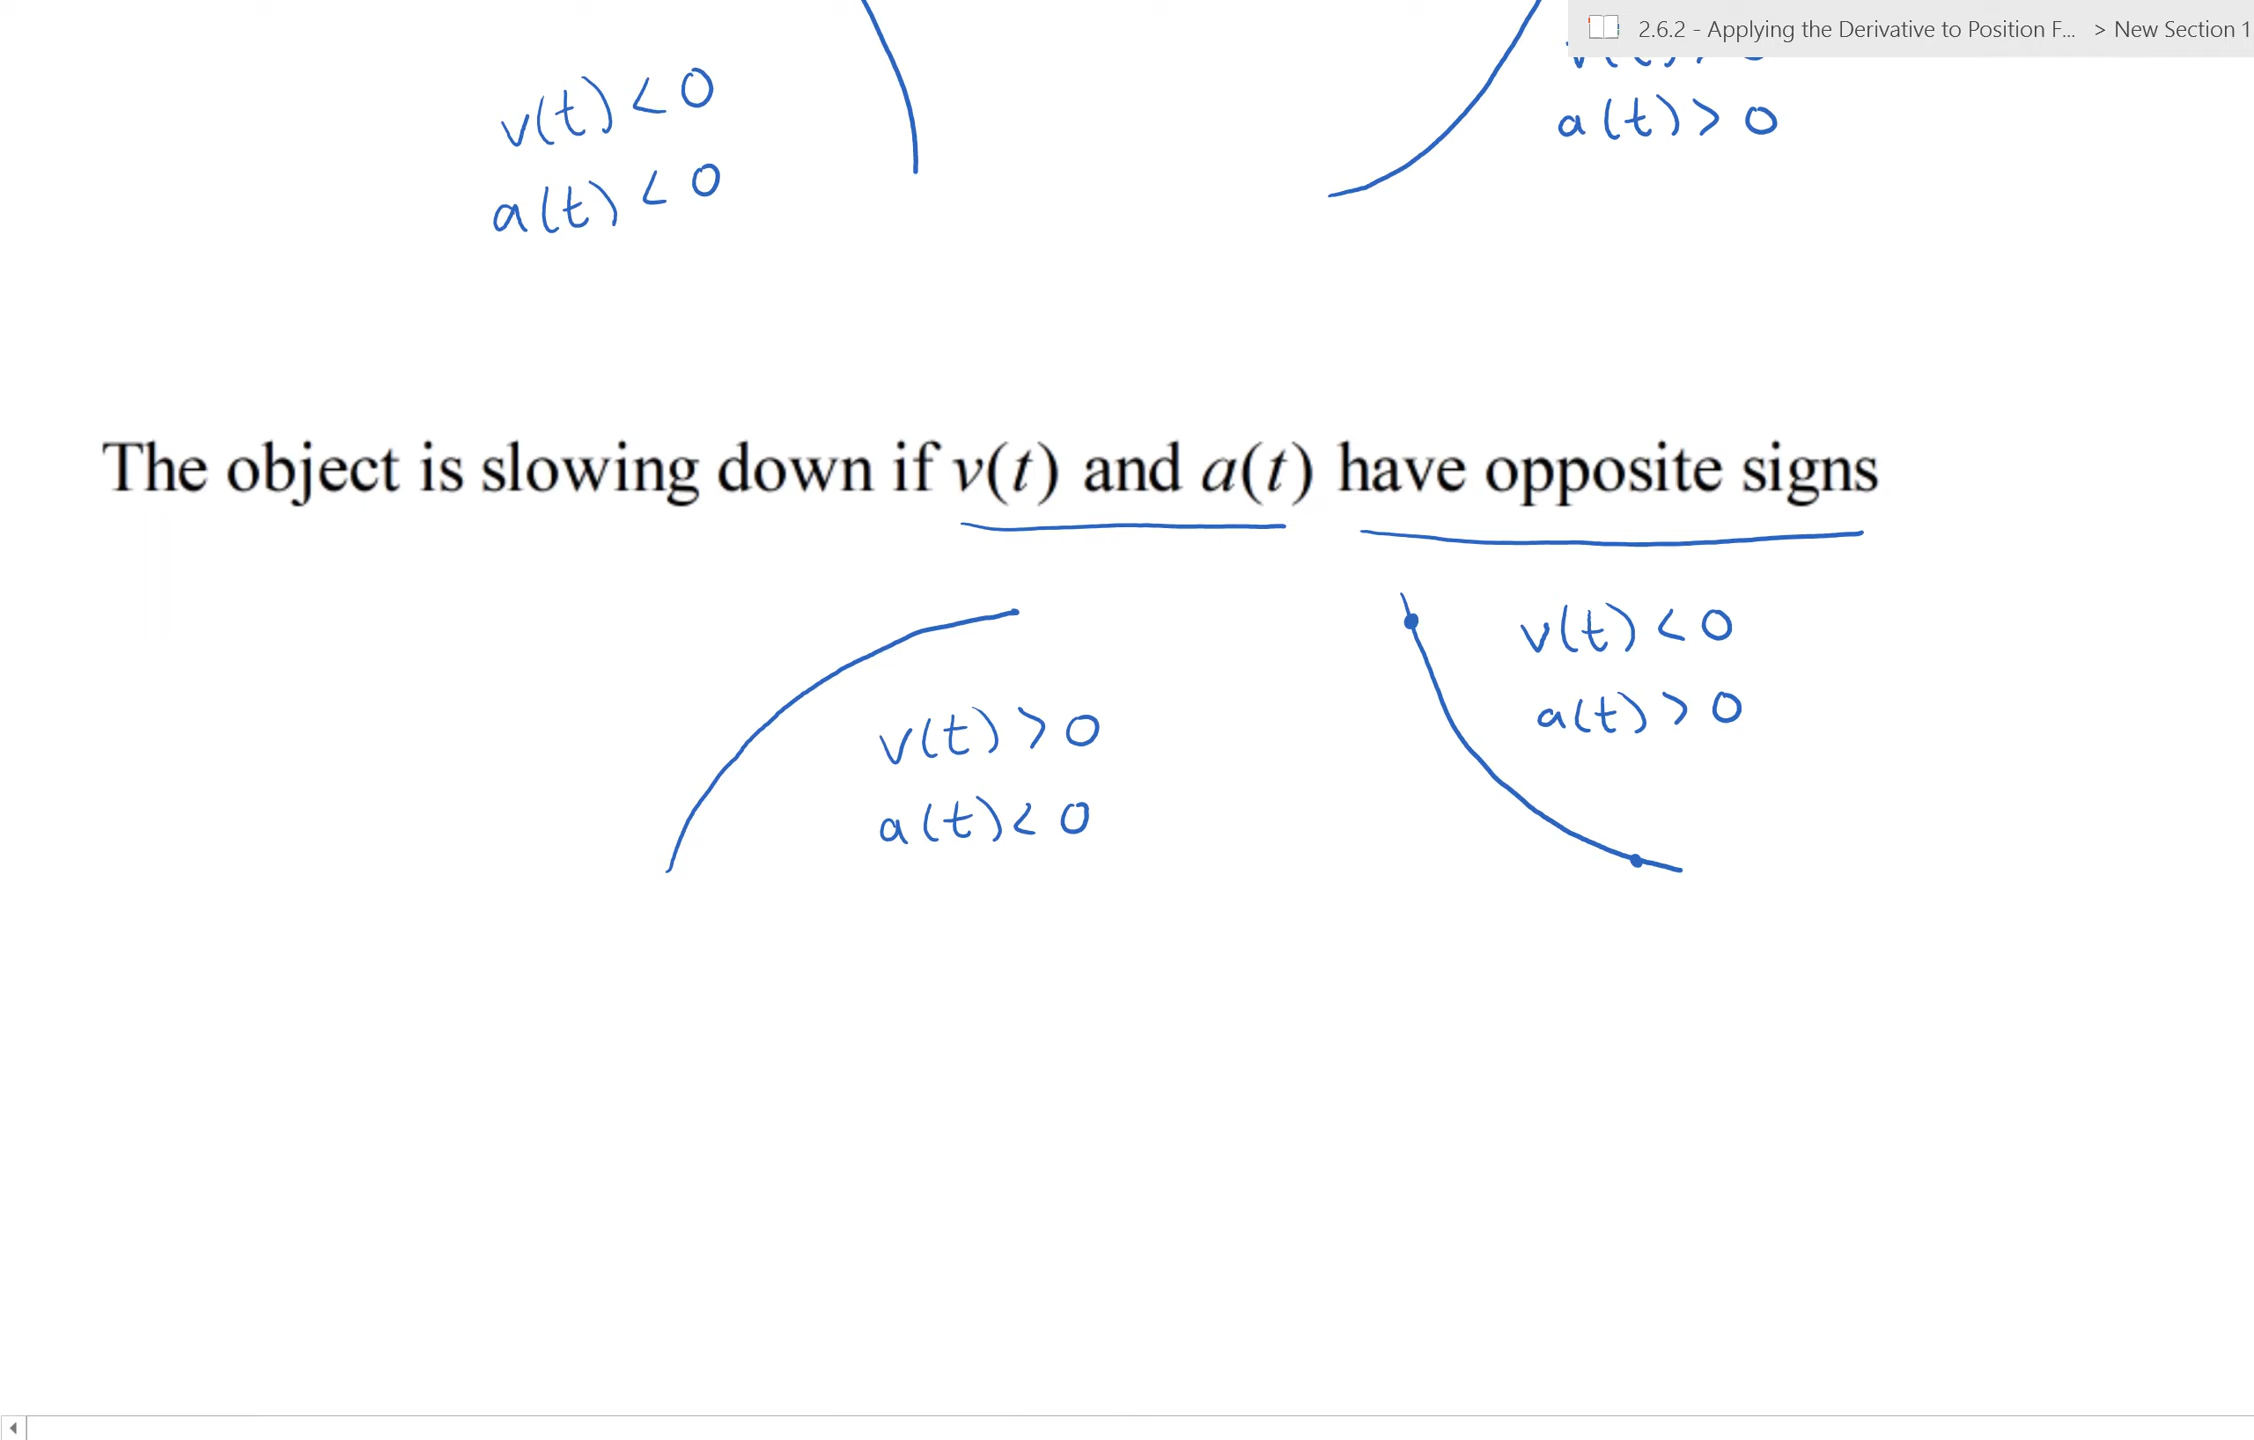 2.6.2 - Applying the Derivative to Position F... > New Section 1
v(t) < 0
a(t) < 0
a(t) > 0
The object is slowing down if v(t) and a(t) have opposite signs
v(t) > 0
a(t) < 0
v(t) < 0
a(t) > 0